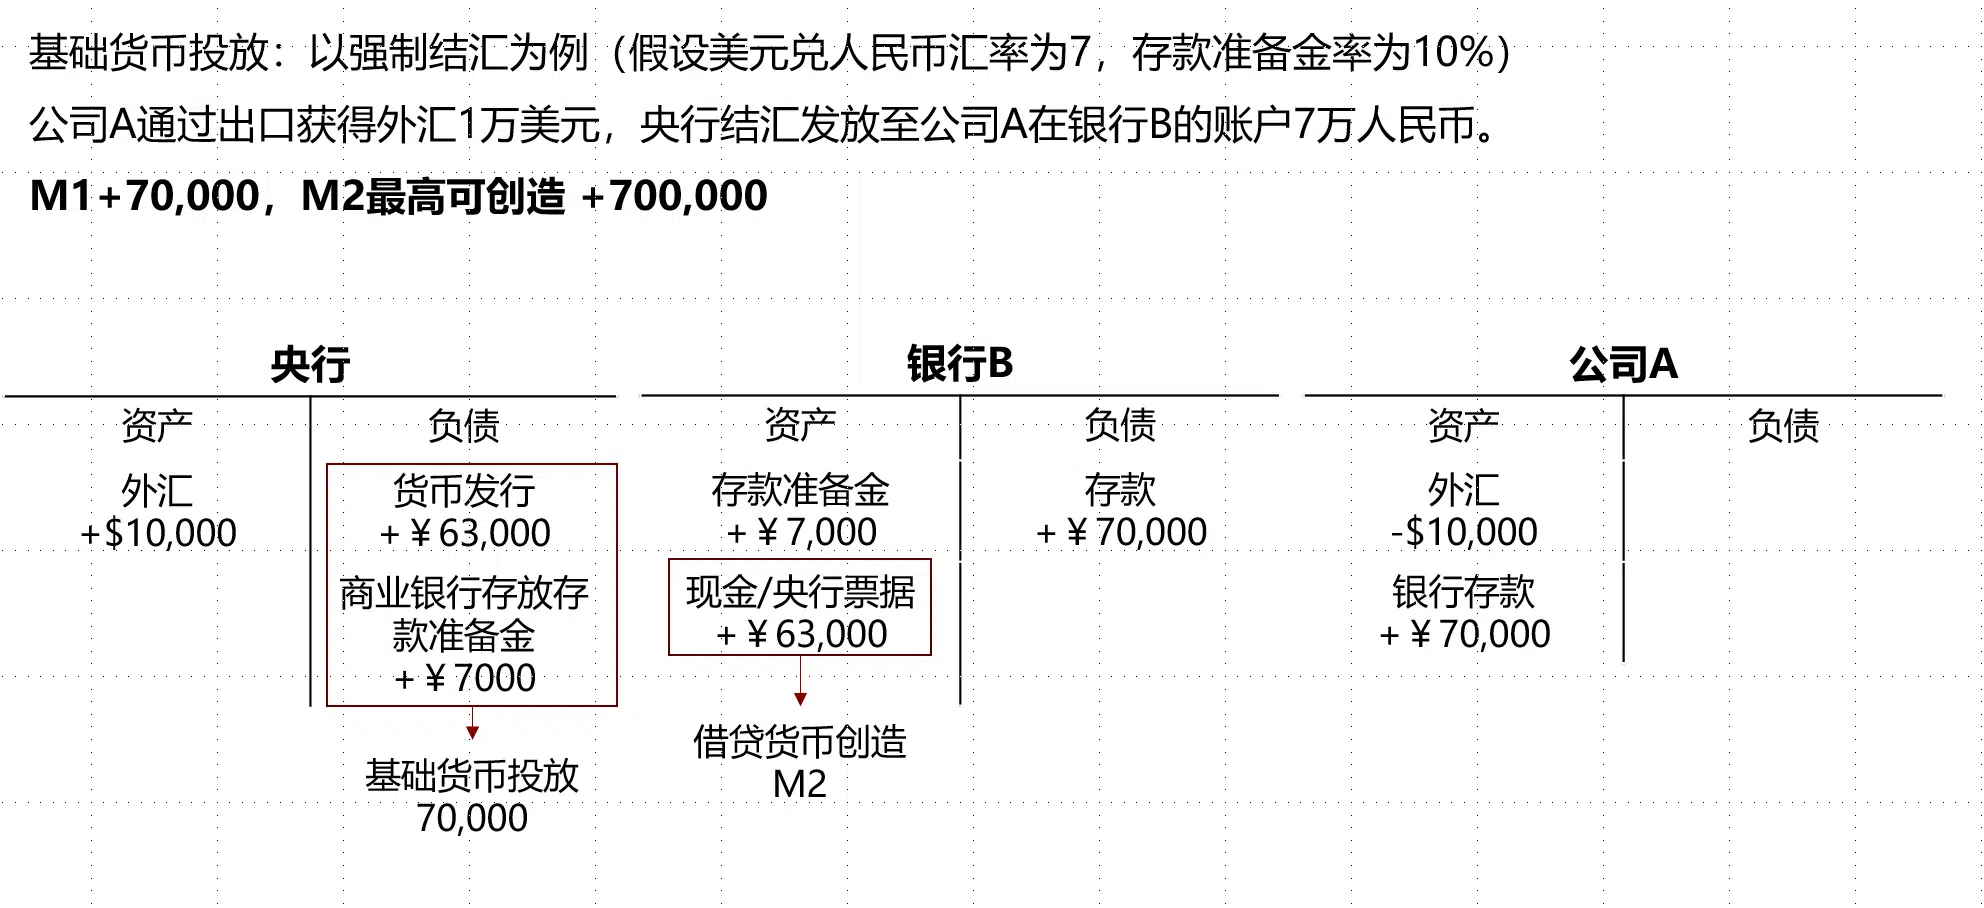 基础货币投放：以强制结汇为例（假设美元兑人民币汇率为7，存款准备金率为10%）
公司A通过出口获得外汇1万美元，央行结汇发放至公司A在银行B的账户7万人民币。
M1+70,000，M2最高可创造 +700,000
央行
资产
负债
外汇
+$10,000
货币发行
+￥63,000
商业银行存放存
款准备金
+￥7000
基础货币投放
70,000
银行B
资产
负债
存款准备金
+￥7,000
现金/央行票据
+￥63,000
借贷货币创造
M2
存款
+￥70,000
公司A
资产
负债
外汇
-$10,000
银行存款
+￥70,000